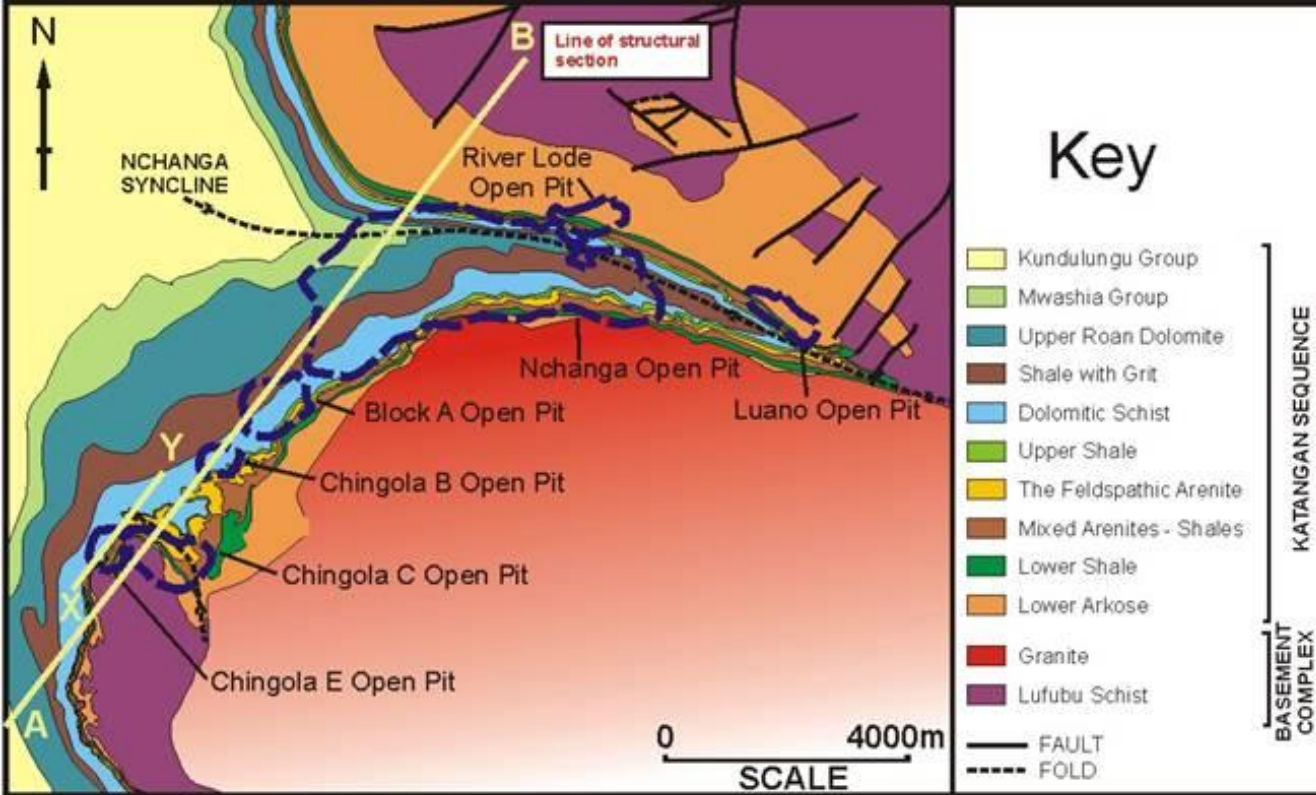 N
B
Line of structural
section
NCHANGA
SYNCLINE
River Lode
Open Pit
Nchanga Open Pit
Luano Open Pit
Block A Open Pit
Y
Chingola B Open Pit
Chingola C Open Pit
X
Chingola E Open Pit
A
0 4000m
SCALE
Key
Kundulungu Group
Mwashia Group
Upper Roan Dolomite
Shale with Grit
Dolomitic Schist
Upper Shale
The Feldspathic Arenite
Mixed Arenites - Shales
Lower Shale
Lower Arkose
KATANGAN SEQUENCE
Granite
Lufubu Schist
BASEMENT
COMPLEX
FAULT
FOLD